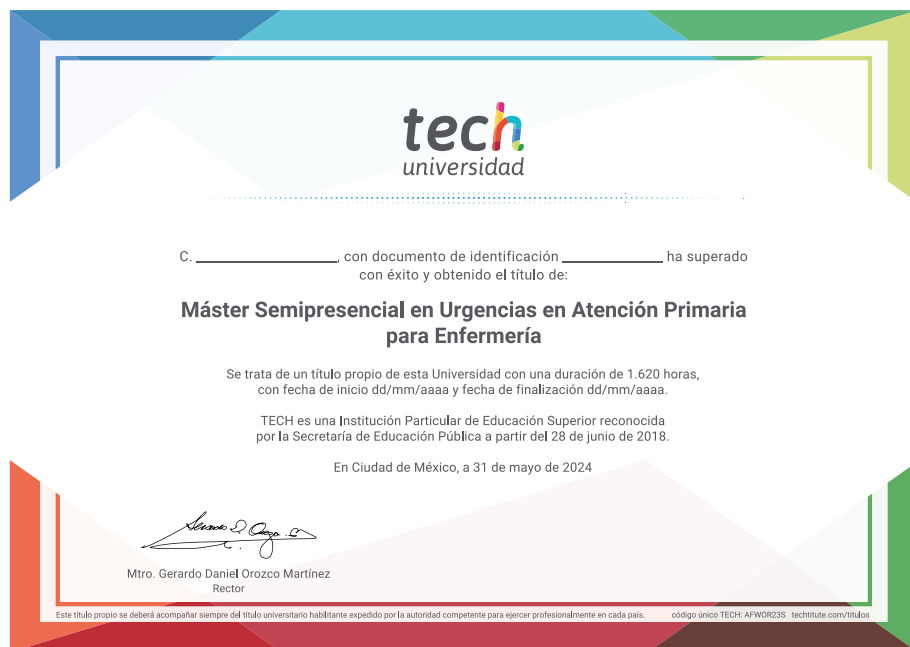 tech
universidad
C. ____________________, con documento de identificación ______________ ha superado
con éxito y obtenido el título de:
Máster Semipresencial en Urgencias en Atención Primaria
para Enfermería
Se trata de un título propio de esta Universidad con una duración de 1.620 horas,
con fecha de inicio dd/mm/aaaa y fecha de finalización dd/mm/aaaa.
TECH es una Institución Particular de Educación Superior reconocida
por la Secretaría de Educación Pública a partir del 28 de junio de 2018.
En Ciudad de México, a 31 de mayo de 2024
Mtro. Gerardo Daniel Orozco Martínez
Rector
Este título propio se deberá acompañar siempre del título universitario habilitante expedido por la autoridad competente para ejercer profesionalmente en cada país. código único TECH: AFWOR23S techtitute.com/titulos